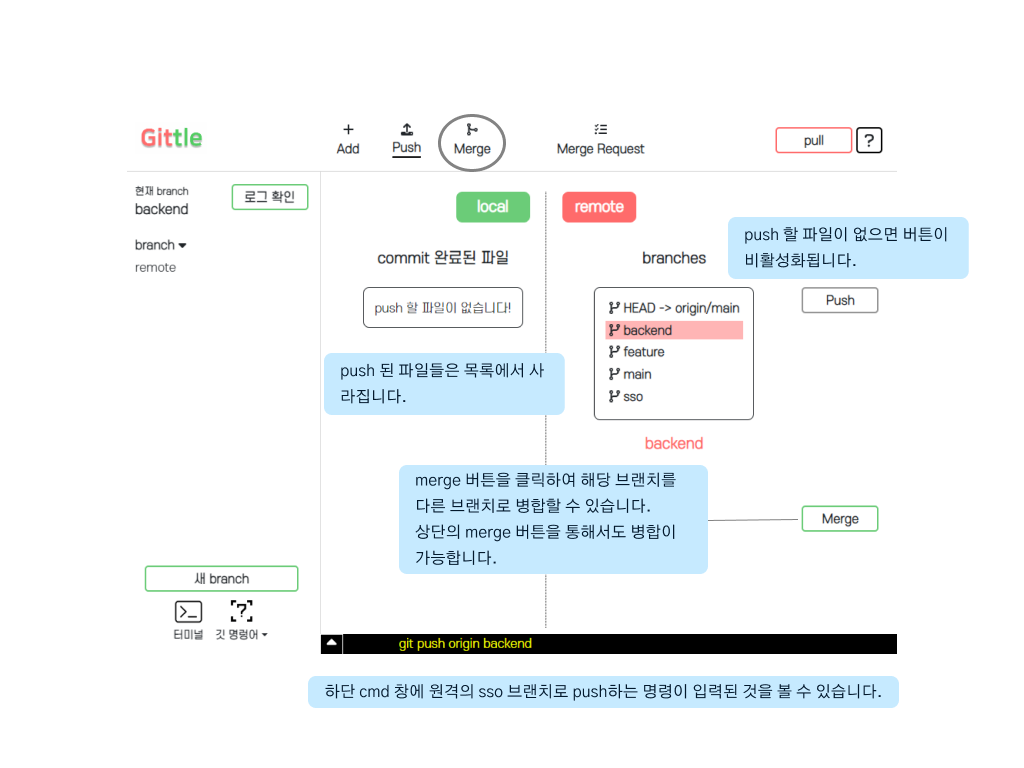 Gittle
Add
Push
Merge
Merge Request
pull
?
현재 branch
backend
로그 확인
branch
remote
local
remote
commit 완료된 파일
push 할 파일이 없습니다!
branches
HEAD -> origin/main
backend
feature
main
sso
backend
push 할 파일이 없으면 버튼이
비활성화됩니다.
Push
push 된 파일들은 목록에서 사
라집니다.
merge 버튼을 클릭하여 해당 브랜치를
다른 브랜치로 병합할 수 있습니다.
상단의 merge 버튼을 통해서도 병합이
가능합니다.
Merge
새 branch
터미널
깃 명령어
git push origin backend
하단 cmd 창에 원격의 sso 브랜치로 push하는 명령이 입력된 것을 볼 수 있습니다.